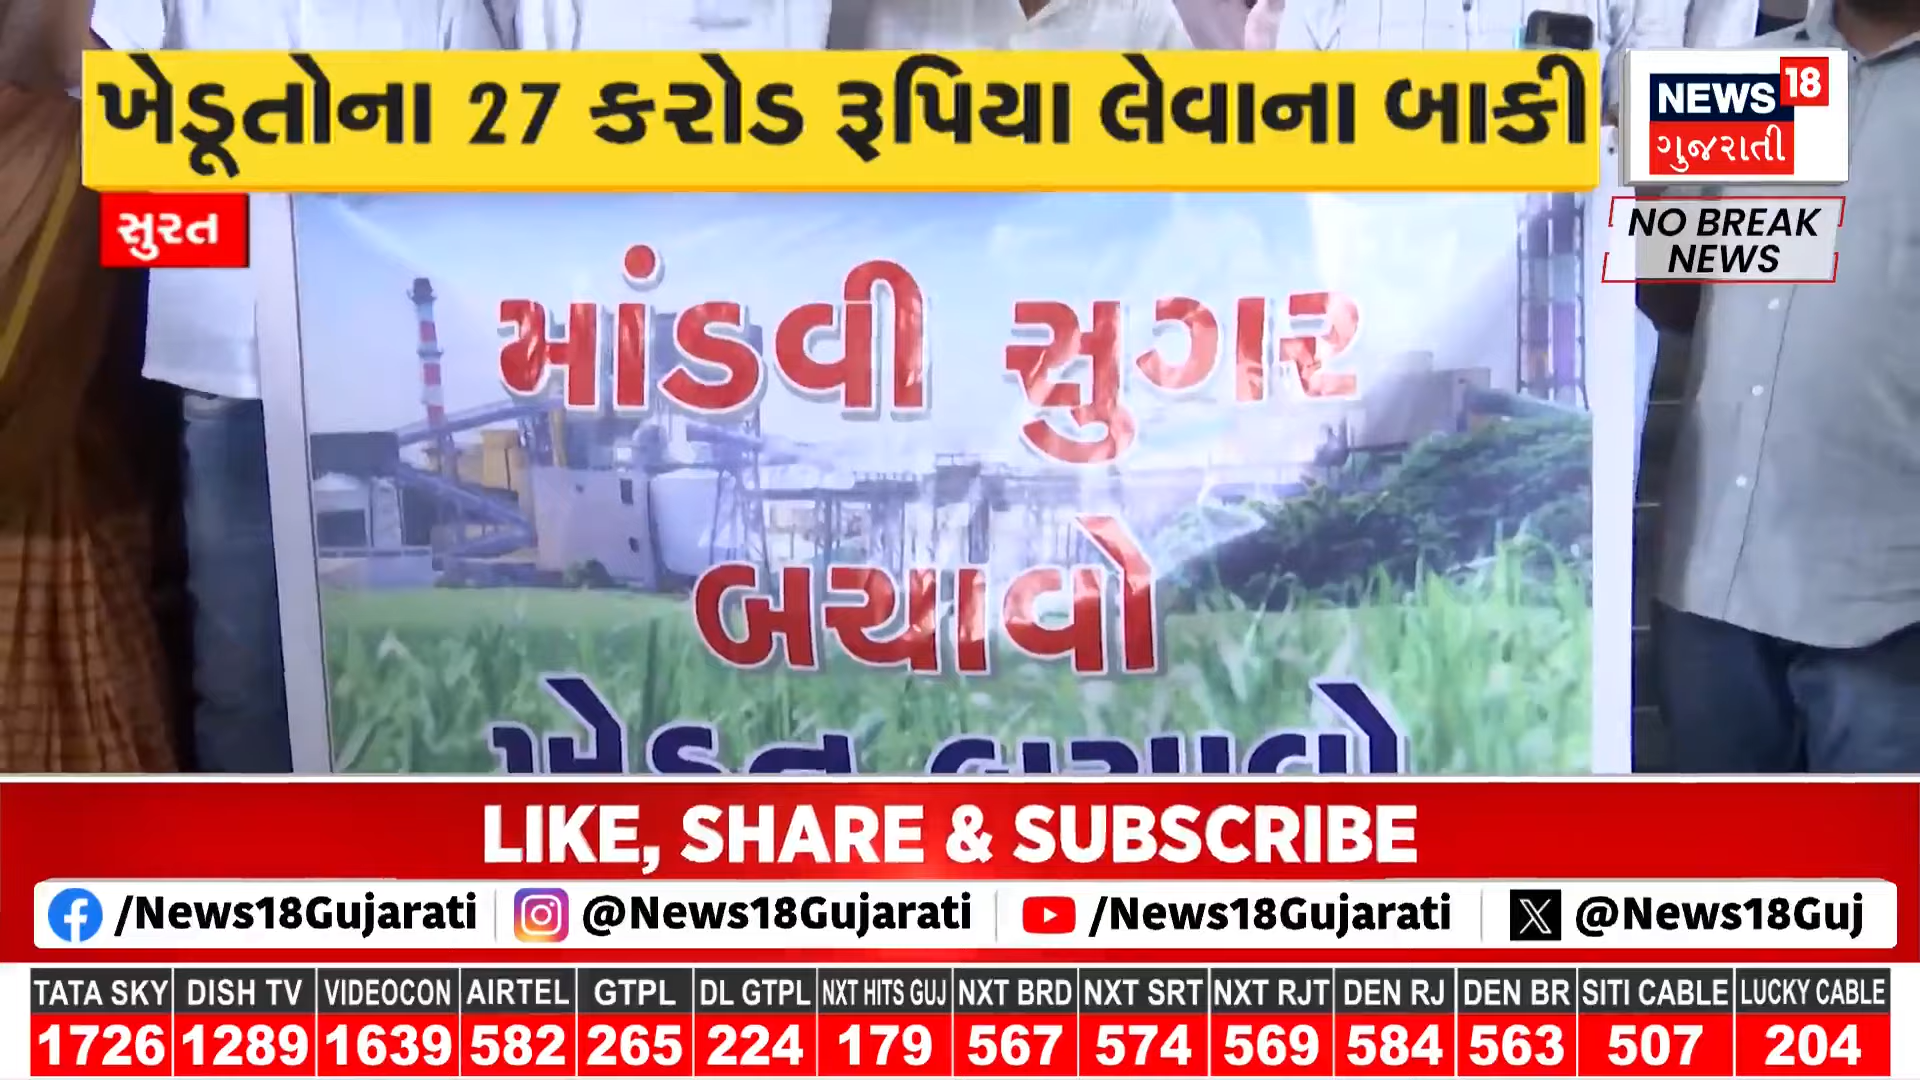 ખેડૂતોના 27 કરોડ રૂપિયા લેવાના બાકી
NEWS 18
ગુજરાતી
સુરત
NO BREAK
NEWS
માંડવી સુગર
બચાવો
ખેડૂત બચાવો
LIKE, SHARE & SUBSCRIBE
/News18Gujarati @News18Gujarati /News18Gujarati @News18Guj
TATA SKY DISH TV VIDEOCON AIRTEL GTPL DL GTPL NXT HITS GUJ NXT BRD NXT SRT NXT RJT DEN RJ DEN BR SITI CABLE LUCKY CABLE
1726 1289 1639 582 265 224 179 567 574 569 584 563 507 204